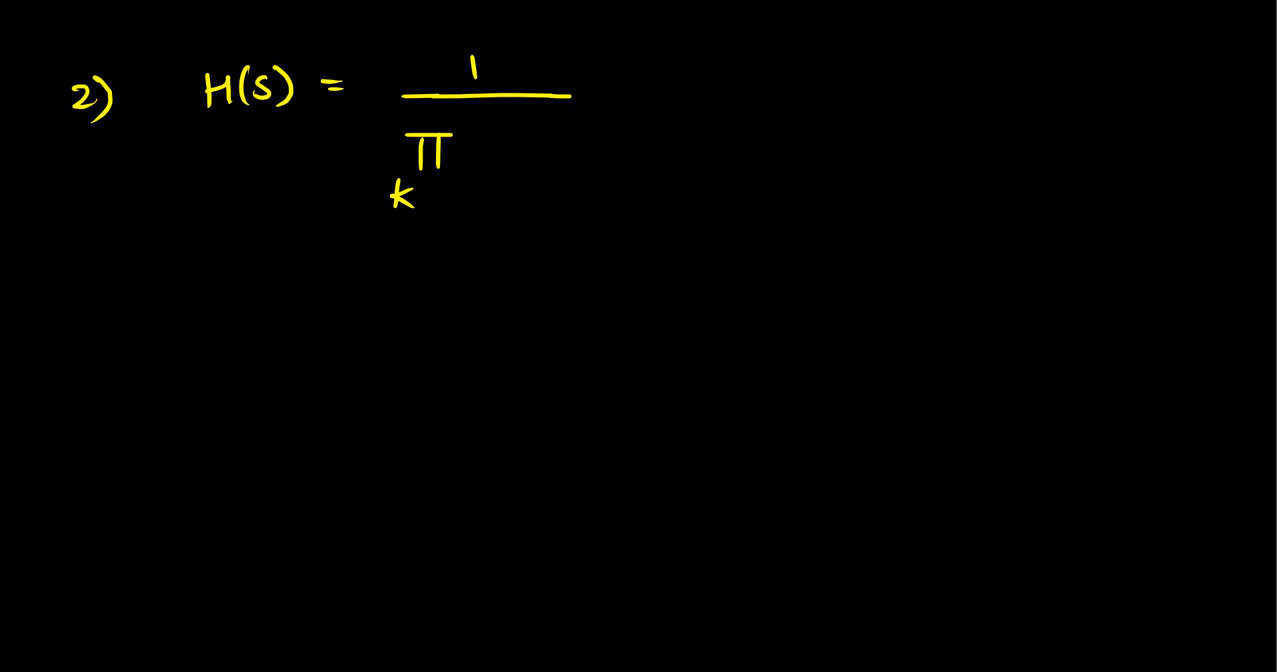 2) H(s) = 1
∏
k